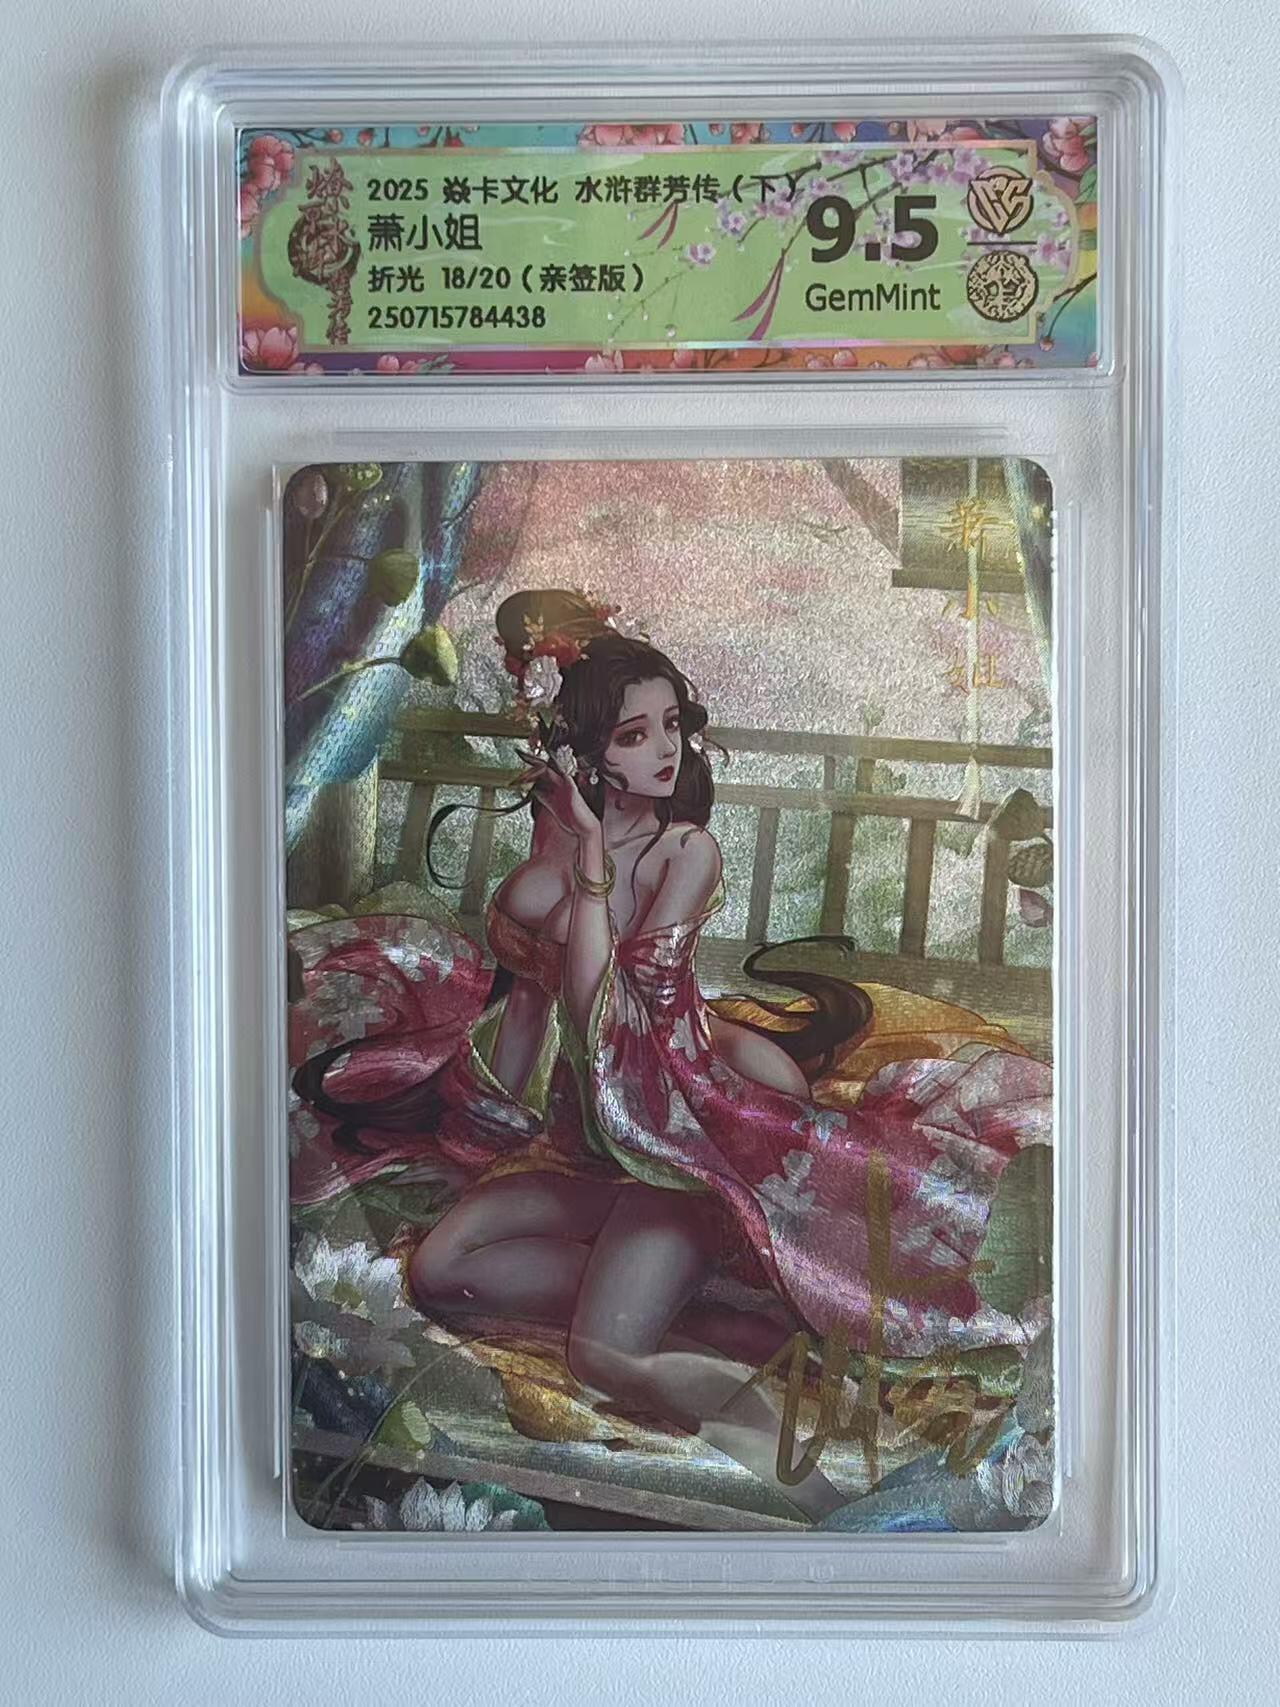 2025 焱卡文化 水浒群芳传（下）
萧小姐
折光 18/20（亲签版）
250715784438
9.5
GemMint
萧小姐